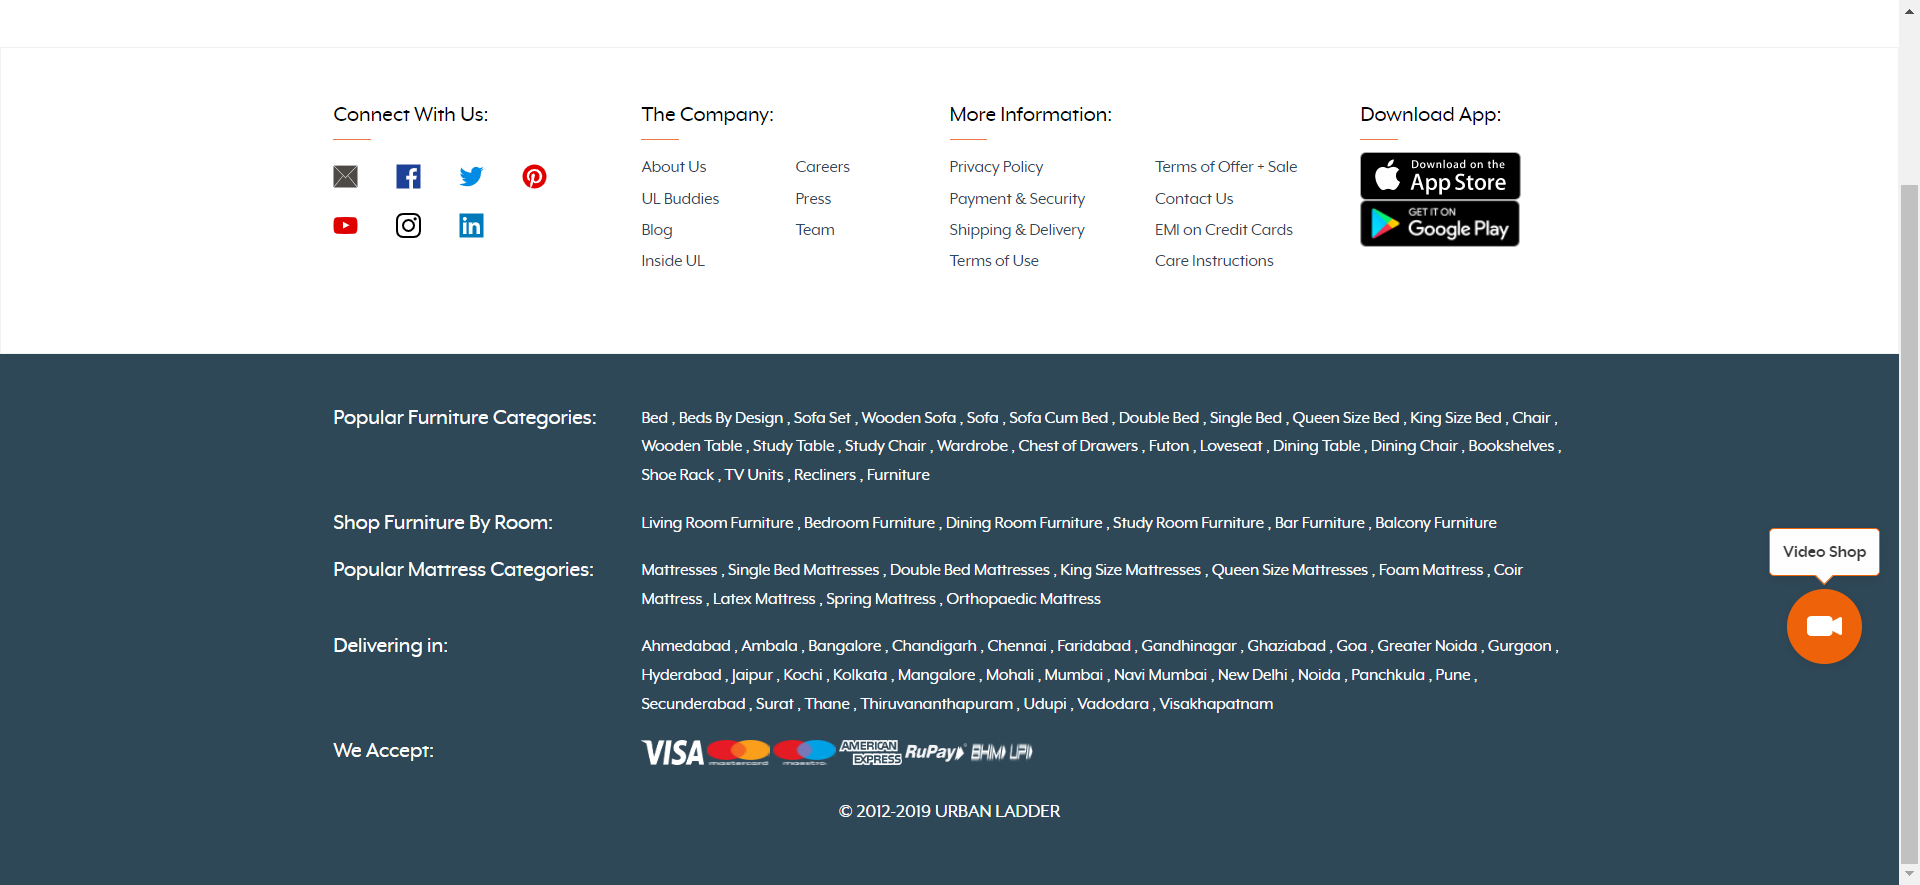 Connect With Us:
The Company:
About Us
Careers
UL Buddies
Press
Blog
Team
Inside UL
More Information:
Privacy Policy
Terms of Offer + Sale
Payment & Security
Contact Us
Shipping & Delivery
EMI on Credit Cards
Terms of Use
Care Instructions
Download App:
Download on the
App Store
GET IT ON
Google Play
Popular Furniture Categories:
Bed , Beds By Design , Sofa Set , Wooden Sofa , Sofa , Sofa Cum Bed , Double Bed , Single Bed , Queen Size Bed , King Size Bed , Chair ,
Wooden Table , Study Table , Study Chair , Wardrobe , Chest of Drawers , Futon , Loveseat , Dining Table , Dining Chair , Bookshelves ,
Shoe Rack , TV Units , Recliners , Furniture
Shop Furniture By Room:
Living Room Furniture , Bedroom Furniture , Dining Room Furniture , Study Room Furniture , Bar Furniture , Balcony Furniture
Popular Mattress Categories:
Mattresses , Single Bed Mattresses , Double Bed Mattresses , King Size Mattresses , Queen Size Mattresses , Foam Mattress , Coir
Mattress , Latex Mattress , Spring Mattress , Orthopaedic Mattress
Delivering in:
Ahmedabad , Ambala , Bangalore , Chandigarh , Chennai , Faridabad , Gandhinagar , Ghaziabad , Goa , Greater Noida , Gurgaon ,
Hyderabad , Jaipur , Kochi , Kolkata , Mangalore , Mohali , Mumbai , Navi Mumbai , New Delhi , Noida , Panchkula , Pune ,
Secunderabad , Surat , Thane , Thiruvananthapuram , Udupi , Vadodara , Visakhapatnam
We Accept:
VISA mastercard maestro AMERICAN EXPRESS RuPay BHIM UPI
© 2012-2019 URBAN LADDER
Video Shop